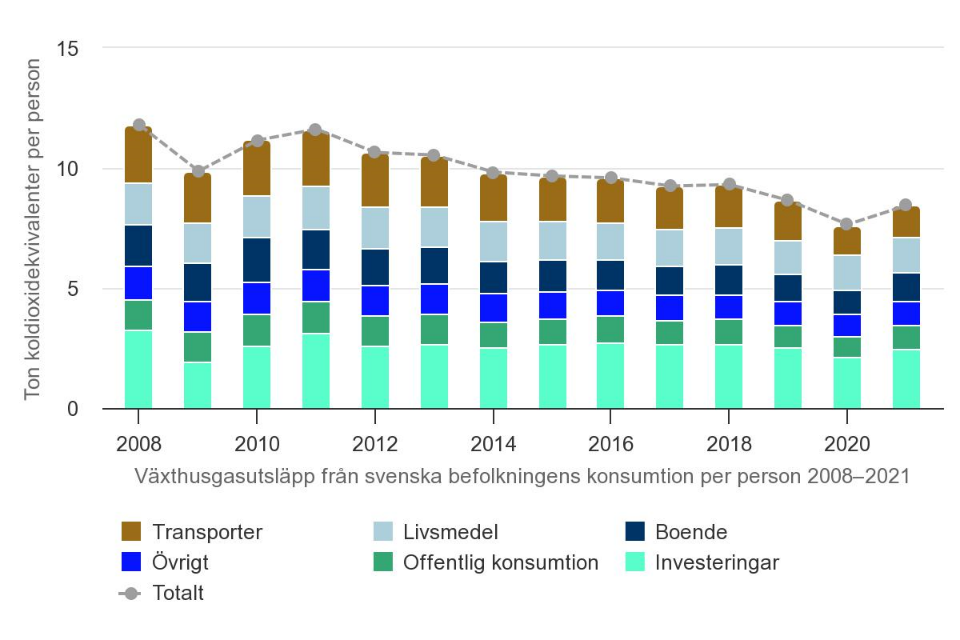 Ton koldioxidekvivalenter per person
15
10
5
0
2008 2010 2012 2014 2016 2018 2020
Växthusgasutsläpp från svenska befolkningens konsumtion per person 2008–2021
Transporter Livsmedel Boende
Övrigt Offentlig konsumtion Investeringar
Totalt